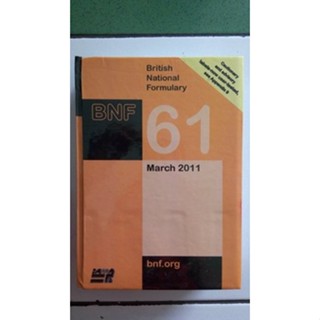 British
National
Formulary
BNF
61
March 2011
bnf.org